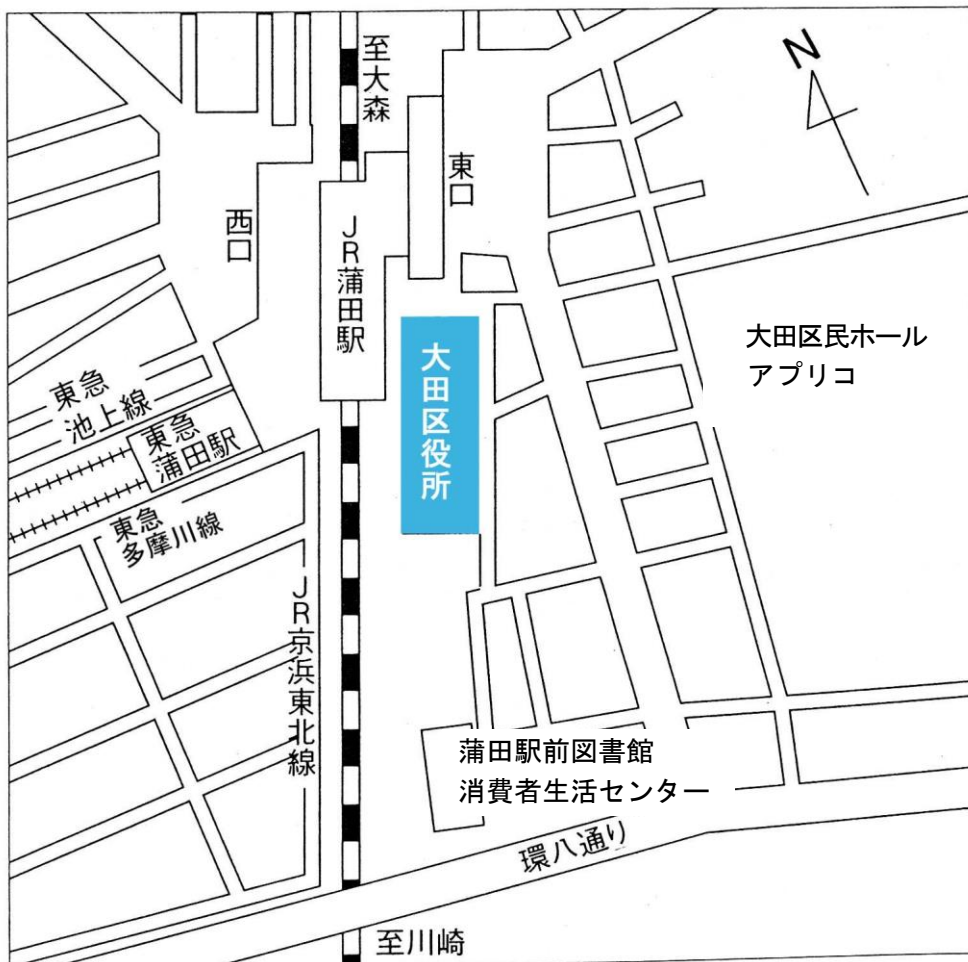 至大森
N
東口
西口
JR蒲田駅
大田区役所
大田区民ホール
アプリコ
東急
池上線
東急
蒲田駅
東急
多摩川線
JR京浜東北線
蒲田駅前図書館
消費者生活センター
環八通り
至川崎